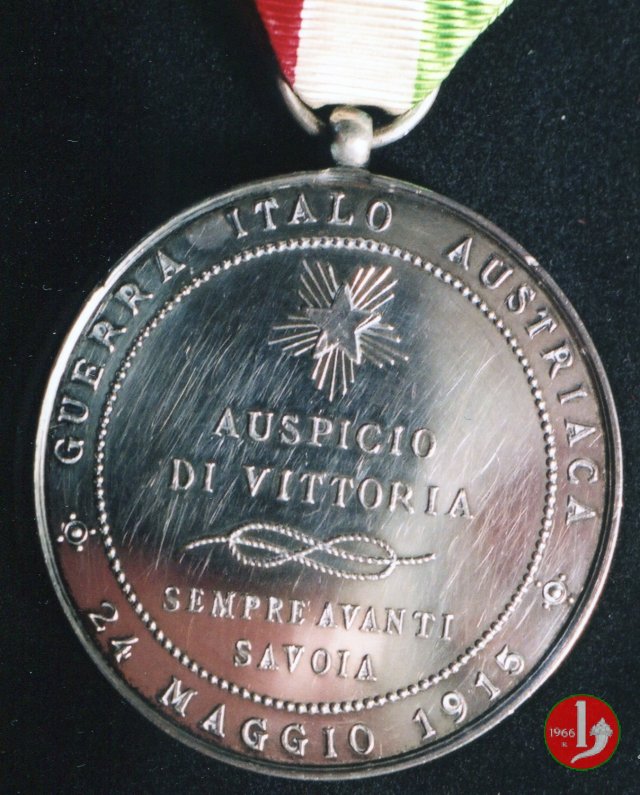 GUERRA ITALO AUSTRIACA
AUSPICIO
DI VITTORIA
SEMPRE AVANTI
SAVOIA
24 MAGGIO 1915
1966